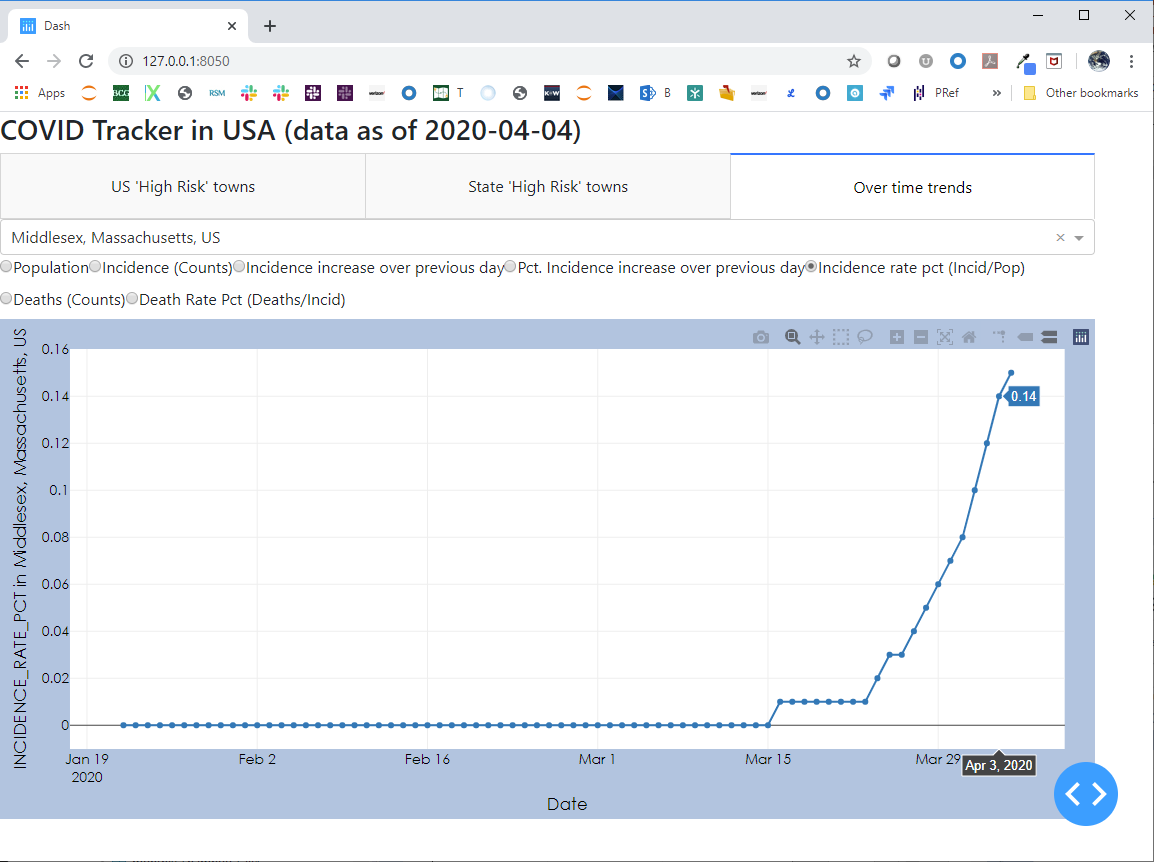 Dash
127.0.0.1:8050
Apps BCG RSM verizon T K&W B verizon PRef » Other bookmarks
COVID Tracker in USA (data as of 2020-04-04)
US 'High Risk' towns State 'High Risk' towns Over time trends
Middlesex, Massachusetts, US
Population Incidence (Counts) Incidence increase over previous day Pct. Incidence increase over previous day Incidence rate pct (Incid/Pop)
Deaths (Counts) Death Rate Pct (Deaths/Incid)
INCIDENCE_RATE_PCT in Middlesex, Massachusetts, US
0.16
0.14
0.14
0.12
0.1
0.08
0.06
0.04
0.02
0
Jan 19 Feb 2 Feb 16 Mar 1 Mar 15 Mar 29 Apr 3, 2020
2020
Date